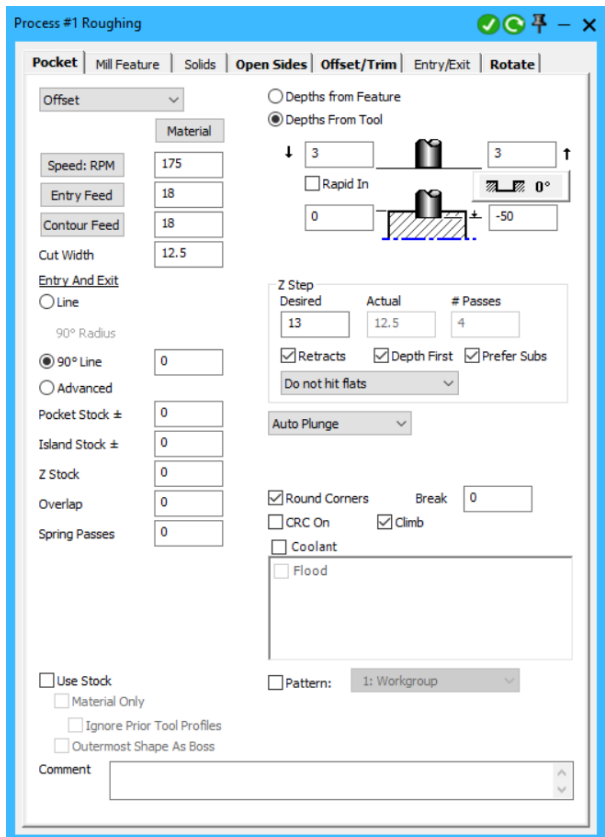 Process #1 Roughing
Pocket Mill Feature Solids Open Sides Offset/Trim Entry/Exit Rotate
Offset
Material
Speed: RPM 175
Entry Feed 18
Contour Feed 18
Cut Width 12.5
Entry And Exit
Line
90° Radius
90° Line 0
Advanced
Pocket Stock ± 0
Island Stock ± 0
Z Stock 0
Overlap 0
Spring Passes 0
Depths from Feature
Depths From Tool
3 3
Rapid In 0°
0 -50
Z Step
Desired Actual # Passes
13 12.5 4
Retracts Depth First Prefer Subs
Do not hit flats
Auto Plunge
Round Corners Break 0
CRC On Climb
Coolant
Flood
Use Stock
Material Only
Ignore Prior Tool Profiles
Outermost Shape As Boss
Pattern: 1: Workgroup
Comment